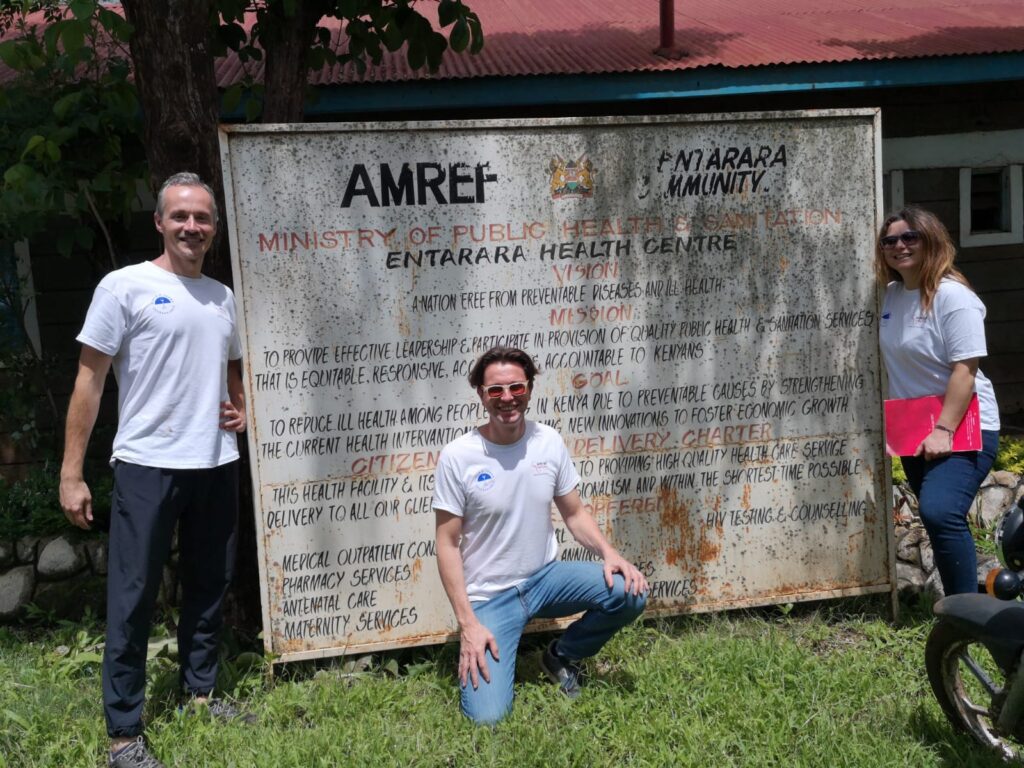 AMREF
ENTARARA
MMUNITY.
MINISTRY OF PUBLIC HEALTH & SANITATION
ENTARARA HEALTH CENTRE
VISION
A NATION FREE FROM PREVENTABLE DISEASES AND ILL HEALTH.
MISSION
TO PROVIDE EFFECTIVE LEADERSHIP & PARTICIPATE IN PROVISION OF QUALITY PUBLIC HEALTH & SANITATION SERVICES
THAT IS EQUITABLE, RESPONSIVE, ACCOUNTABLE TO KENYANS
GOAL
TO REDUCE ILL HEALTH AMONG IN KENYA DUE TO PREVENTABLE CAUSES BY STRENGTHENING
THE CURRENT HEALTH NEW INNOVATIONS TO FOSTER ECONOMIC GROWTH
CITIZEN DELIVERY CHARTER
THIS HEALTH FACILITY & TO PROVIDING HIGH QUALITY HEALTH CARE SERVICE
DELIVERY TO ALL OUR AND WITHIN THE SHORTEST TIME POSSIBLE
HIV TESTING & COUNSELLING
MEDICAL OUTPATIENT
PHARMACY SERVICES
ANTENATAL CARE
MATERNITY SERVICES